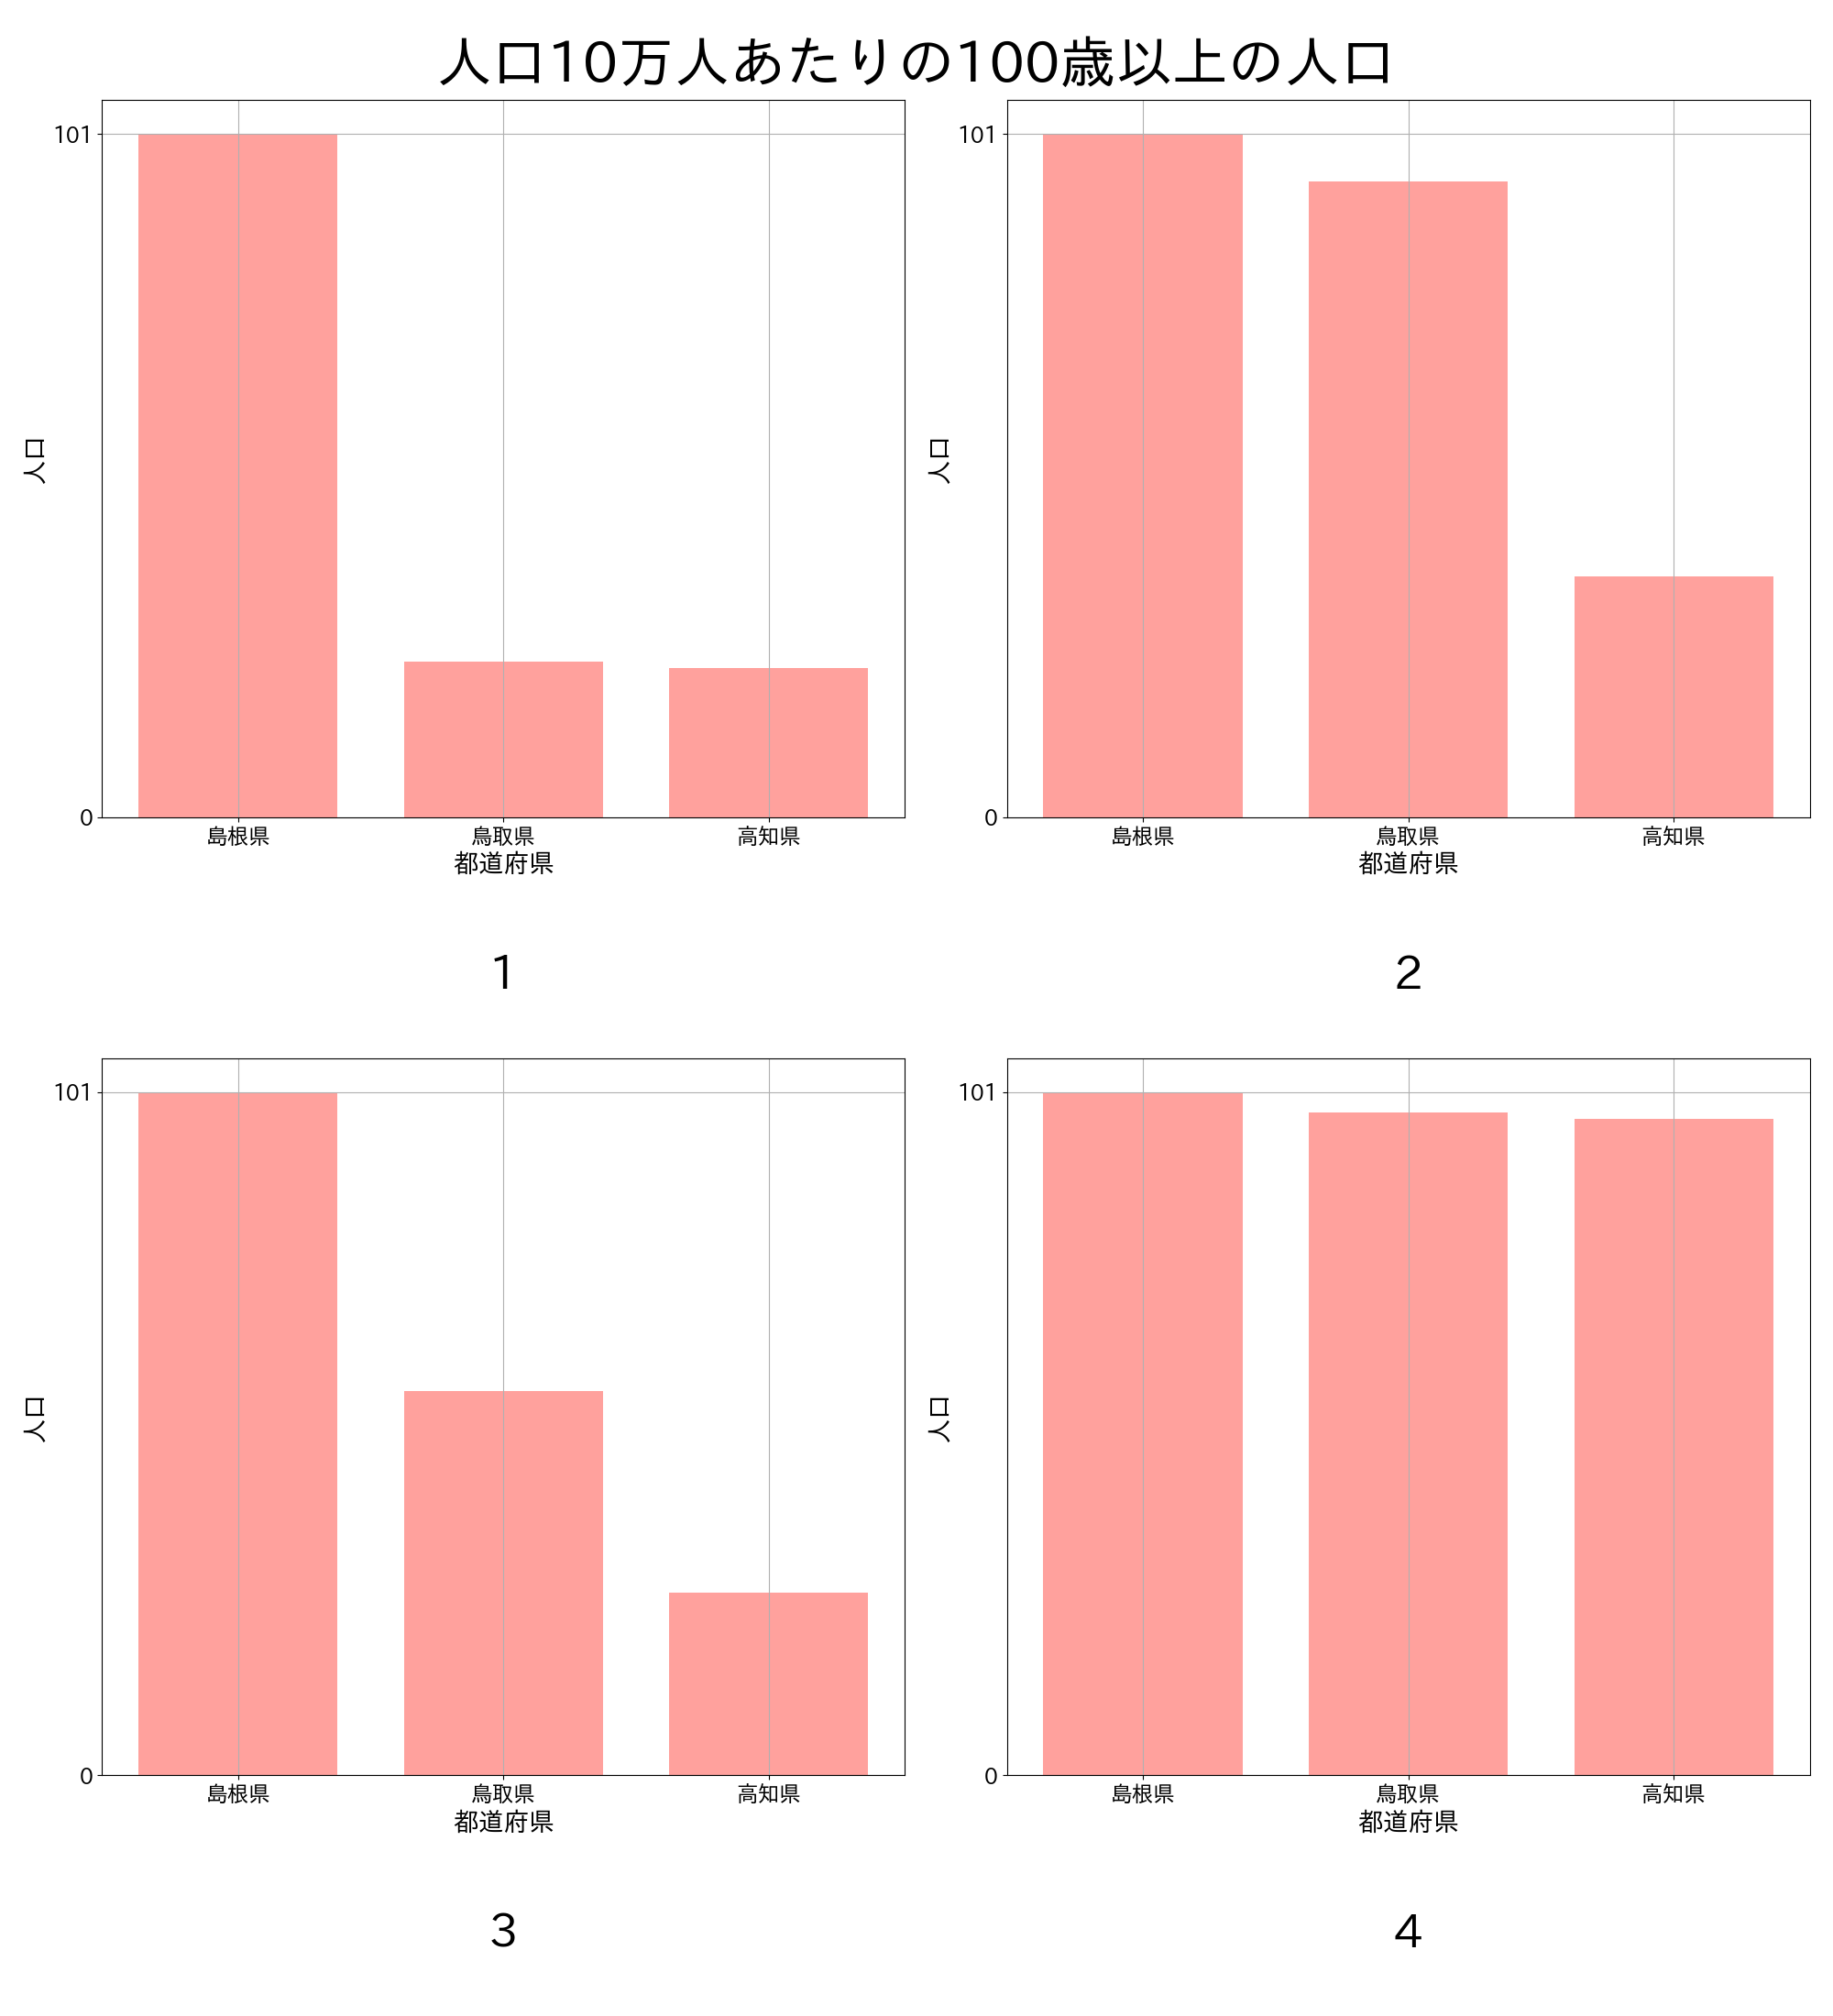 人口10万人あたりの100歳以上の人口
101
0
人口
島根県 鳥取県 高知県
都道府県
1
101
0
人口
島根県 鳥取県 高知県
都道府県
2
101
0
人口
島根県 鳥取県 高知県
都道府県
3
101
0
人口
島根県 鳥取県 高知県
都道府県
4